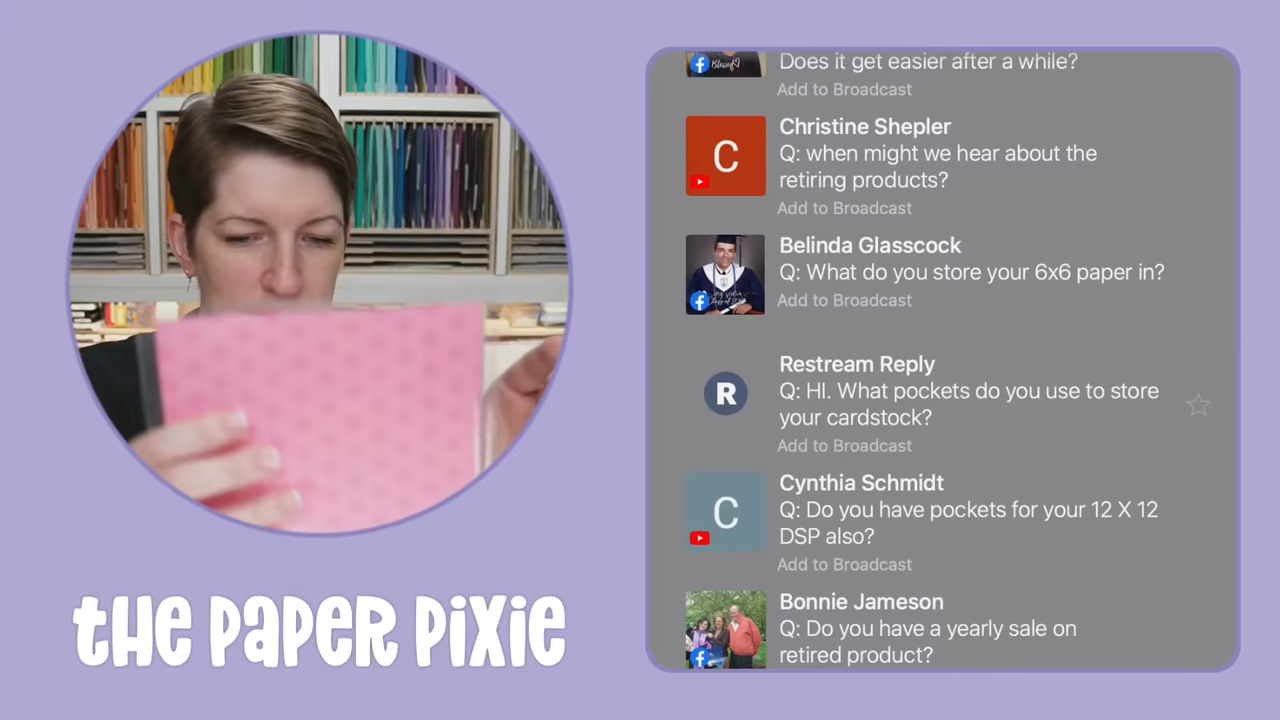 Does it get easier after a while?
Add to Broadcast
Christine Shepler
C
Q: when might we hear about the
retiring products?
Add to Broadcast
Belinda Glasscock
Q: What do you store your 6x6 paper in?
Add to Broadcast
Restream Reply
R
Q: HI. What pockets do you use to store
your cardstock?
Add to Broadcast
Cynthia Schmidt
C
Q: Do you have pockets for your 12 X 12
DSP also?
Add to Broadcast
Bonnie Jameson
Q: Do you have a yearly sale on
retired product?
the PAPER PIXIE